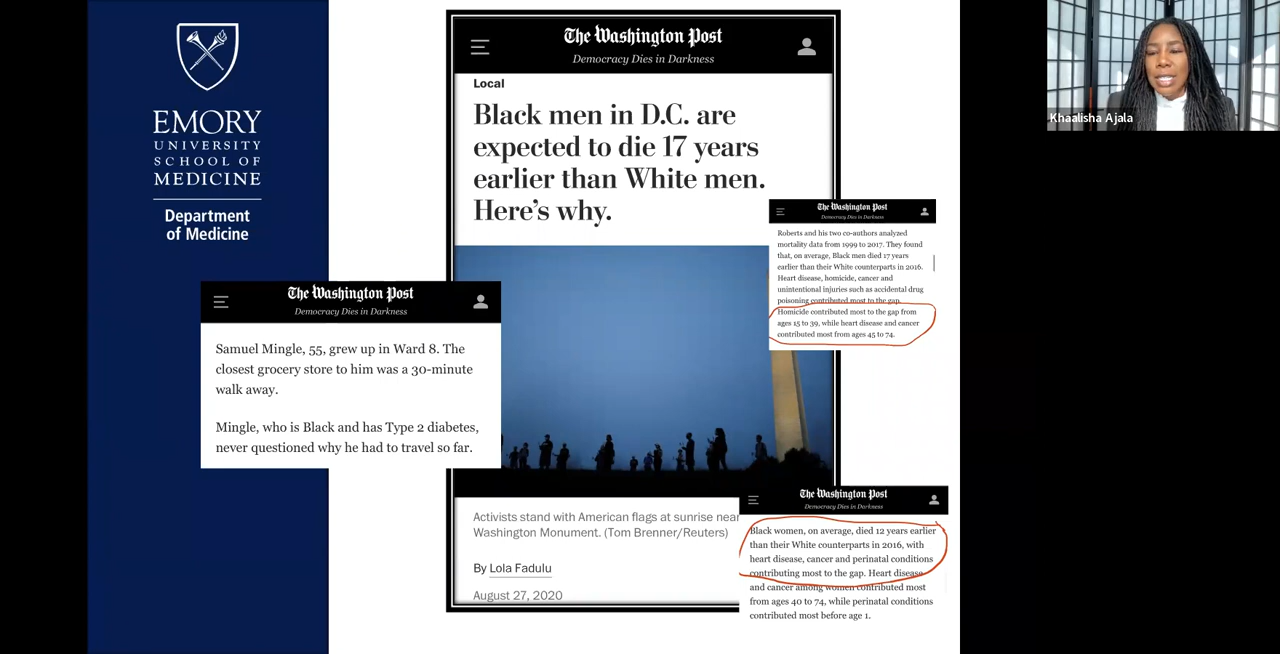 EMORY
UNIVERSITY
SCHOOL OF
MEDICINE
Department
of Medicine
The Washington Post
Democracy Dies in Darkness
Local
Black men in D.C. are
expected to die 17 years
earlier than White men.
Here's why.
The Washington Post
Democracy Dies in Darkness
Samuel Mingle, 55, grew up in Ward 8. The
closest grocery store to him was a 30-minute
walk away.
Mingle, who is Black and has Type 2 diabetes,
never questioned why he had to travel so far.
The Washington Post
Democracy Dies in Darkness
Roberts and his two co-authors analyzed
mortality data from 1999 to 2017. They found
that, on average, Black men died 17 years
earlier than their White counterparts in 2016.
Heart disease, homicide, cancer and
unintentional injuries such as accidental drug
poisoning contributed most to the gap.
Homicide contributed most to the gap from
ages 15 to 39, while heart disease and cancer
contributed most from ages 45 to 74.
Activists stand with American flags at sunrise near
Washington Monument. (Tom Brenner/Reuters)
By Lola Fadulu
August 27, 2020
The Washington Post
Democracy Dies in Darkness
Black women, on average, died 12 years earlier
than their White counterparts in 2016, with
heart disease, cancer and perinatal conditions
contributing most to the gap. Heart disease
and cancer among women contributed most
from ages 40 to 74, while perinatal conditions
contributed most before age 1.
Khaalisha Ajala